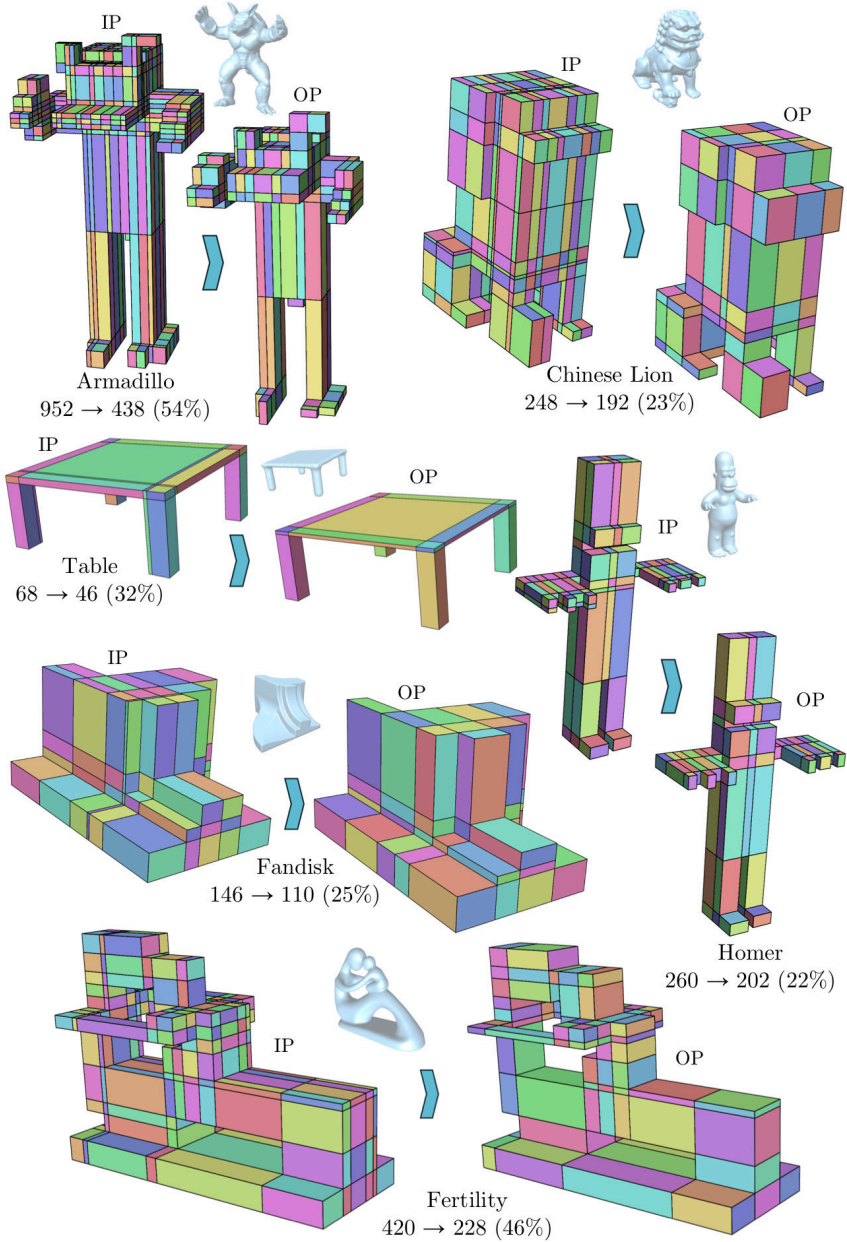 IP
OP
Armadillo
952 → 438 (54%)
IP
OP
Chinese Lion
248 → 192 (23%)
IP
OP
Table
68 → 46 (32%)
IP
OP
Homer
260 → 202 (22%)
IP
OP
Fandisk
146 → 110 (25%)
IP
OP
Fertility
420 → 228 (46%)